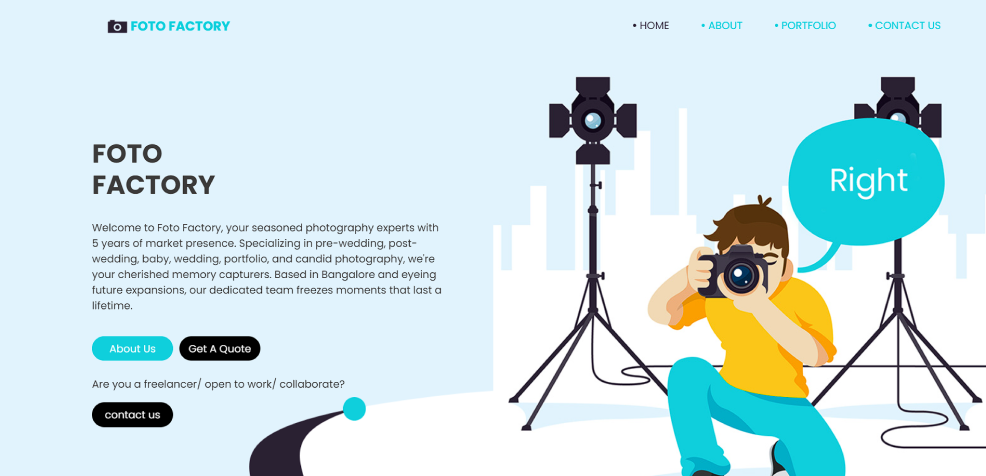 FOTO FACTORY
• HOME
• ABOUT
• PORTFOLIO
• CONTACT US
FOTO
FACTORY
Welcome to Foto Factory, your seasoned photography experts with
5 years of market presence. Specializing in pre-wedding, post-
wedding, baby, wedding, portfolio, and candid photography, we're
your cherished memory capturers. Based in Bangalore and eyeing
future expansions, our dedicated team freezes moments that last a
lifetime.
About Us
Get A Quote
Are you a freelancer/ open to work/ collaborate?
contact us
Right